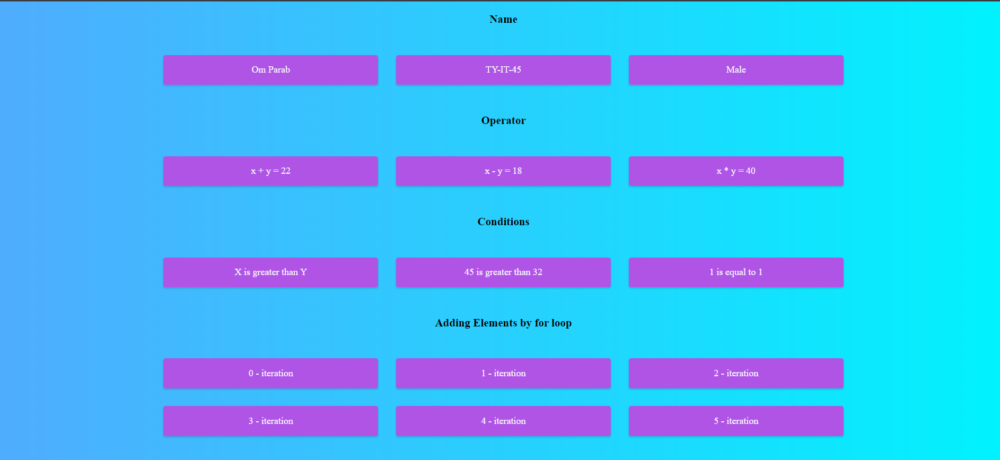 Name
Om Parab
TY-IT-45
Male
Operator
x + y = 22
x - y = 18
x * y = 40
Conditions
X is greater than Y
45 is greater than 32
1 is equal to 1
Adding Elements by for loop
0 - iteration
1 - iteration
2 - iteration
3 - iteration
4 - iteration
5 - iteration